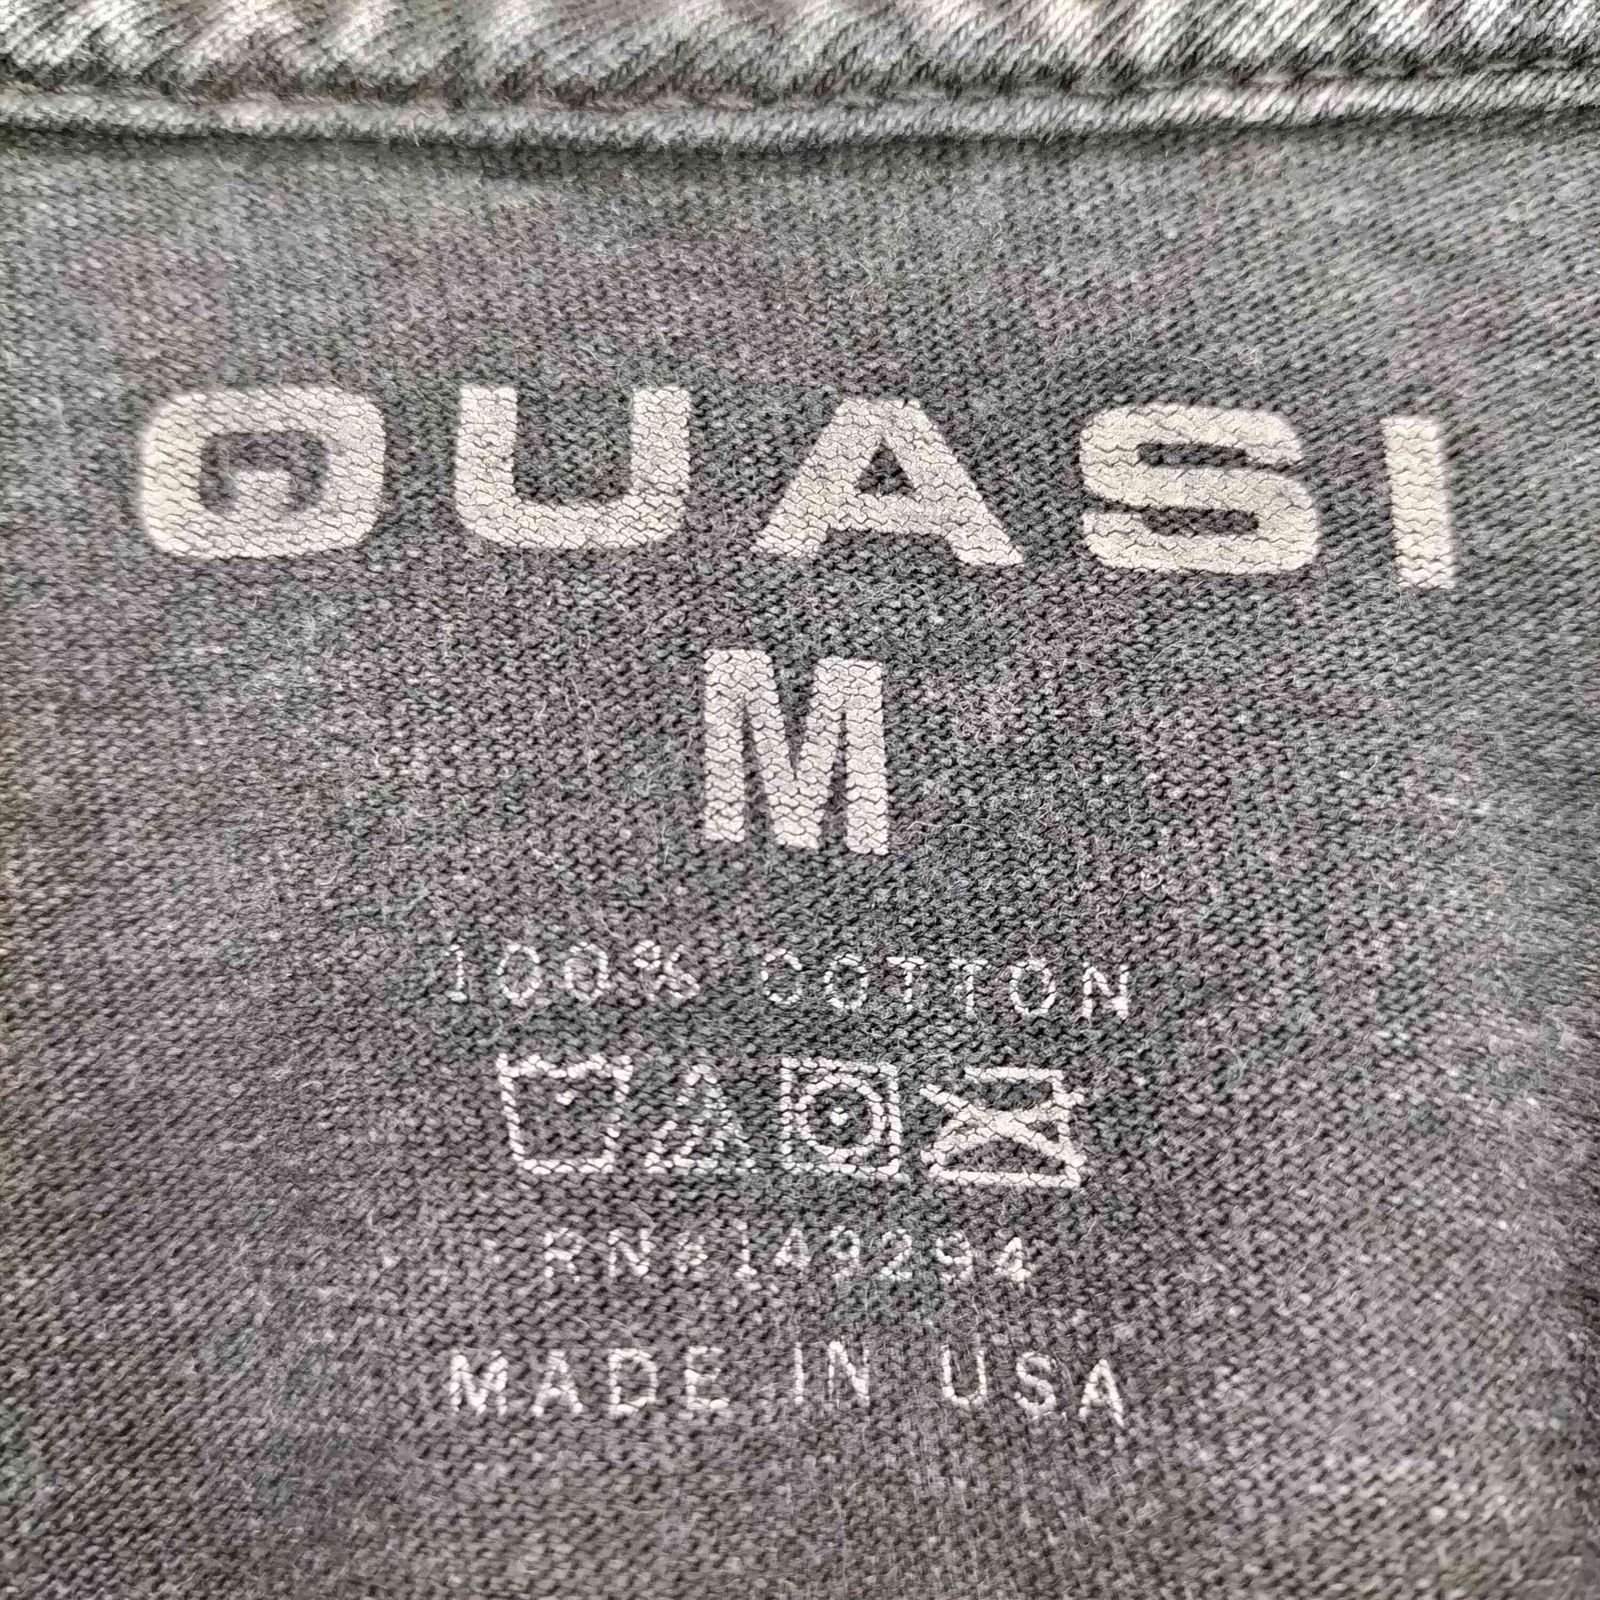 QUASI
M
100% COTTON
RN#149294
MADE IN USA